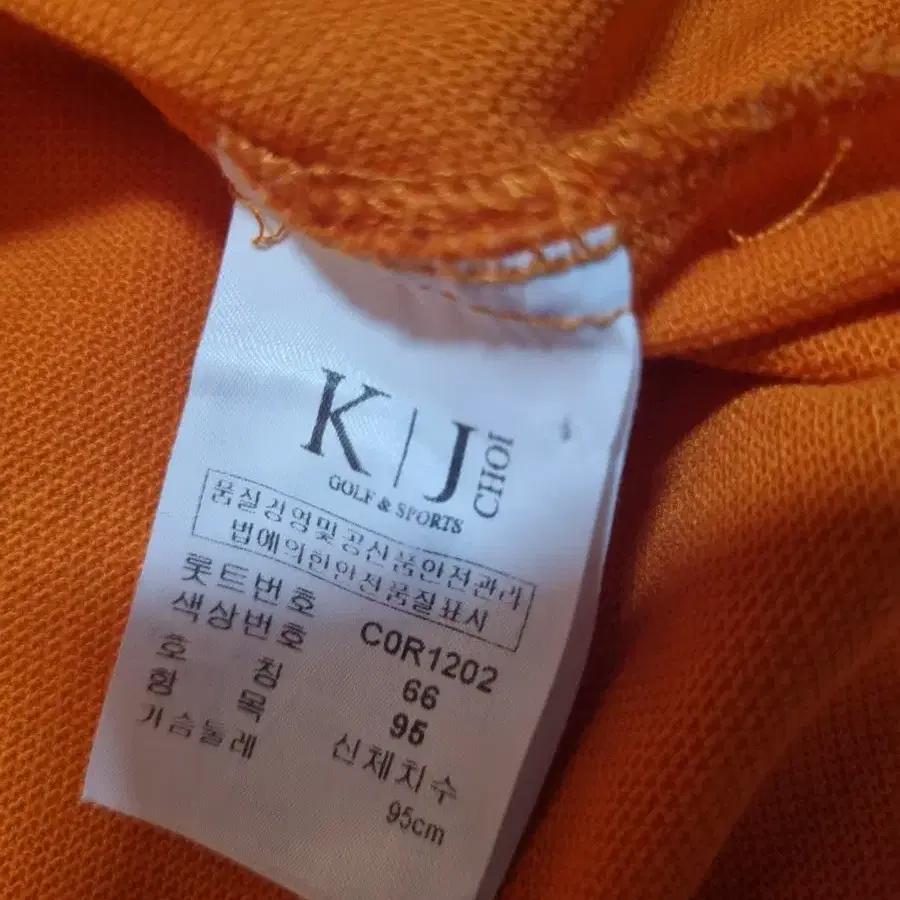 K | J CHOI
GOLF & SPORTS
품질경영및공산품안전관리
법에의한안전품질표시
롯트번호 C0R1202
색상번호 66
호 칭 95
항 목 신체치수
가슴둘레 95cm